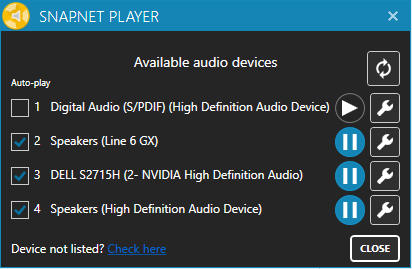 SNAP.NET PLAYER
Available audio devices
Auto-play
1 Digital Audio (S/PDIF) (High Definition Audio Device)
2 Speakers (Line 6 GX)
3 DELL S2715H (2- NVIDIA High Definition Audio)
4 Speakers (High Definition Audio Device)
Device not listed? Check here
CLOSE